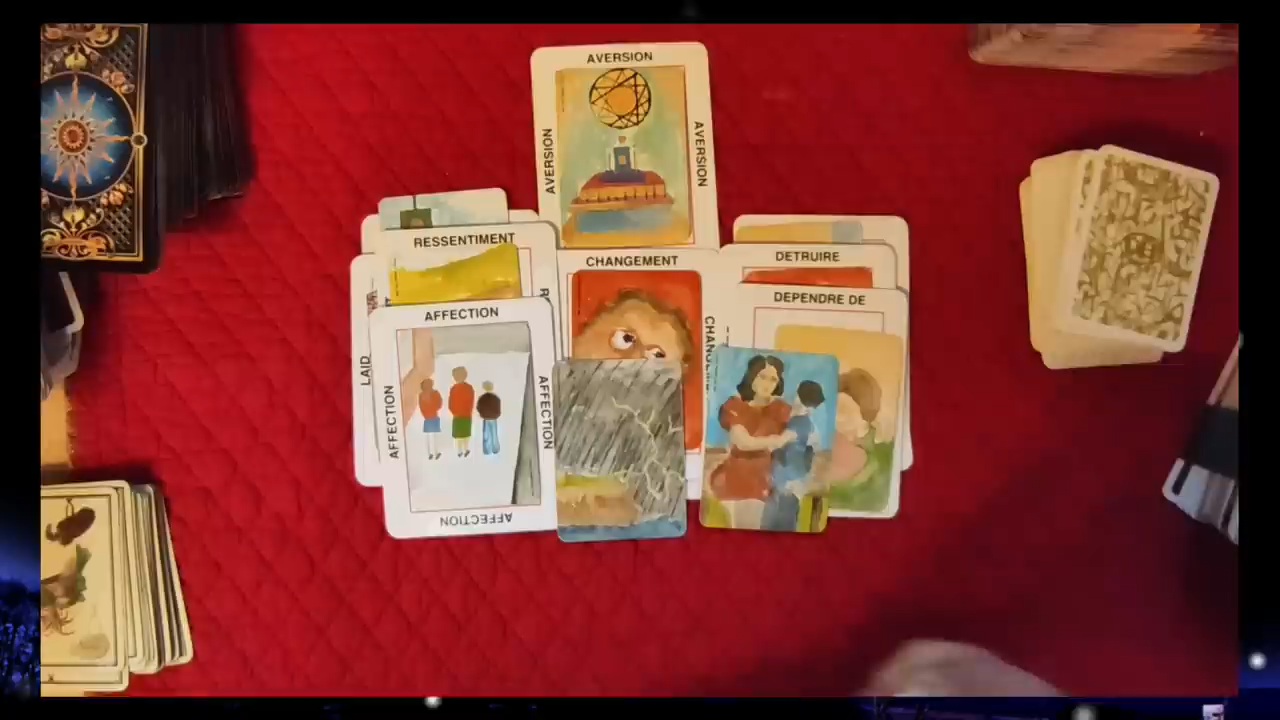 AVERSION
AVERSION
AVERSION
RESSENTIMENT
CHANGEMENT
DETRUIRE
DEPENDRE DE
AFFECTION
LAID
AFFECTION
AFFECTION
AFFECTION